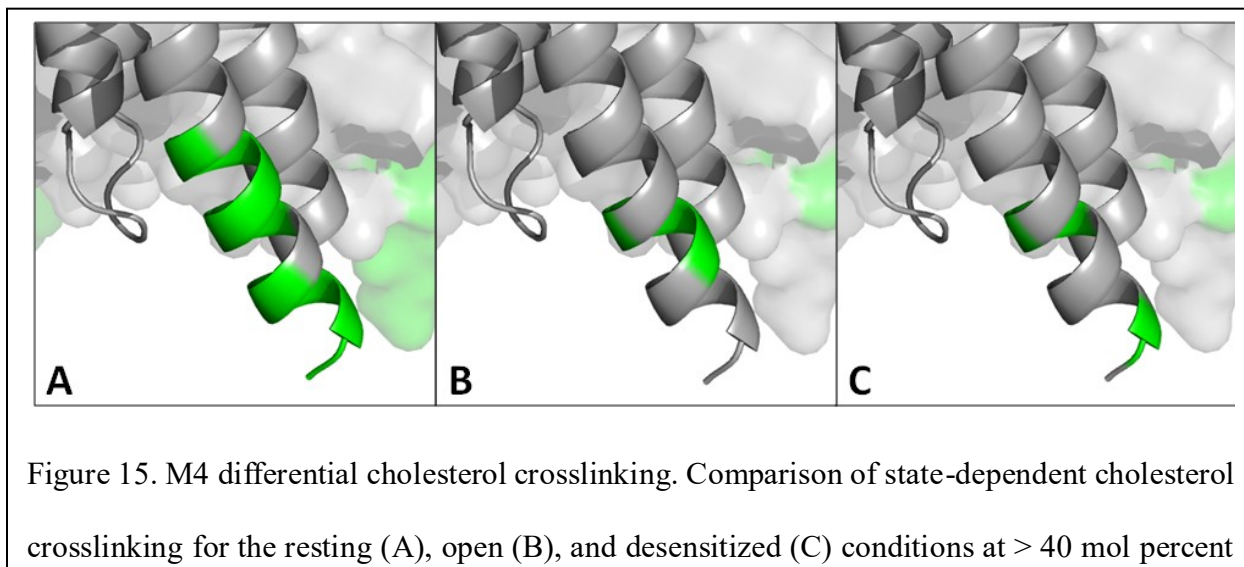 A B C
Figure 15. M4 differential cholesterol crosslinking. Comparison of state-dependent cholesterol
crosslinking for the resting (A), open (B), and desensitized (C) conditions at > 40 mol percent